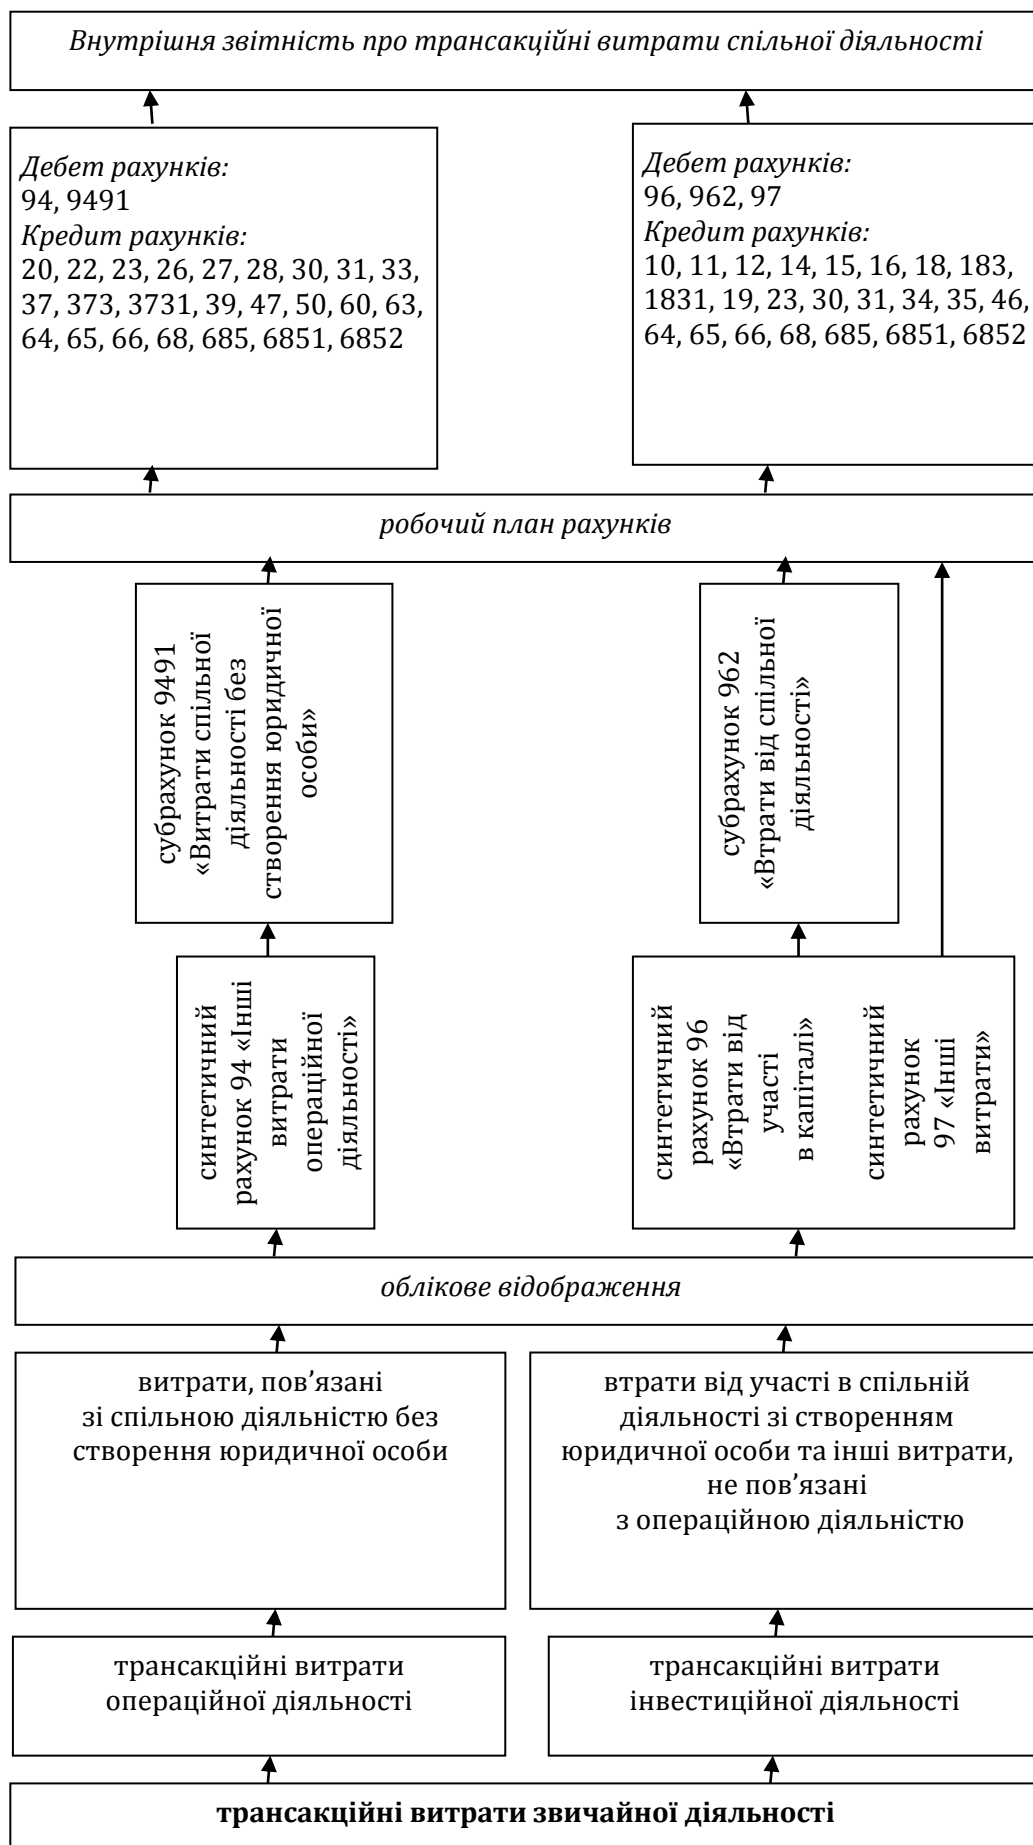 Внутрішня звітність про трансакційні витрати спільної діяльності
Дебет рахунків:
94, 9491
Кредит рахунків:
20, 22, 23, 26, 27, 28, 30, 31, 33,
37, 373, 3731, 39, 47, 50, 60, 63,
64, 65, 66, 68, 685, 6851, 6852
Дебет рахунків:
96, 962, 97
Кредит рахунків:
10, 11, 12, 14, 15, 16, 18, 183,
1831, 19, 23, 30, 31, 34, 35, 46,
64, 65, 66, 68, 685, 6851, 6852
робочий план рахунків
субрахунок 9491
«Витрати спільної
діяльності без
створення юридичної
особи»
субрахунок 962
«Втрати від спільної
діяльності»
синтетичний
рахунок 94 «Інші
витрати
операційної
діяльності»
синтетичний
рахунок 96
«Втрати від
участі
в капіталі»
синтетичний
рахунок
97 «Інші
витрати»
облікове відображення
витрати, пов’язані
зі спільною діяльністю без
створення юридичної особи
втрати від участі в спільній
діяльності зі створенням
юридичної особи та інші витрати,
не пов’язані
з операційною діяльністю
трансакційні витрати
операційної діяльності
трансакційні витрати
інвестиційної діяльності
трансакційні витрати звичайної діяльності